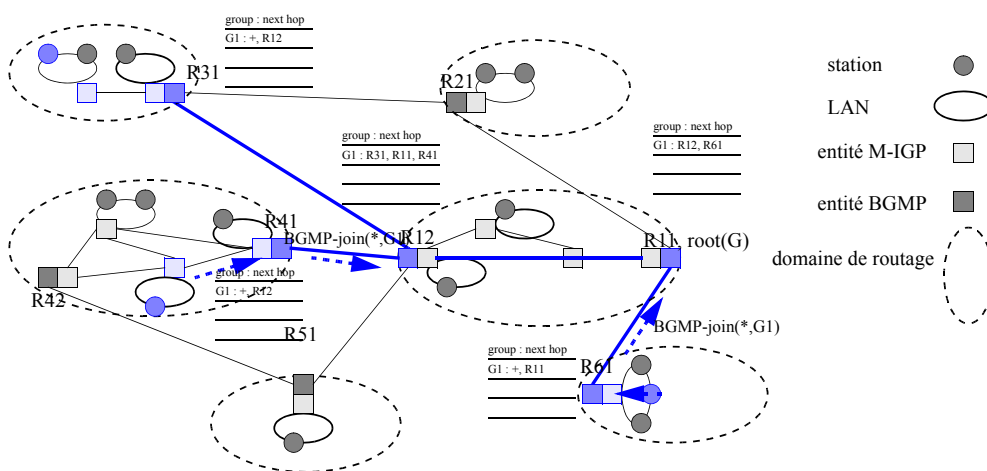 group : next hop
G1 : +, R12
R31
R21
station
LAN
group : next hop
G1 : R31, R11, R41
group : next hop
G1 : R12, R61
entité M-IGP
entité BGMP
R41
BGMP-join(*,G1)
R12
R11, root(G)
domaine de routage
group : next hop
G1 : +, R12
R42
R51
BGMP-join(*,G1)
group : next hop
G1 : +, R11
R61